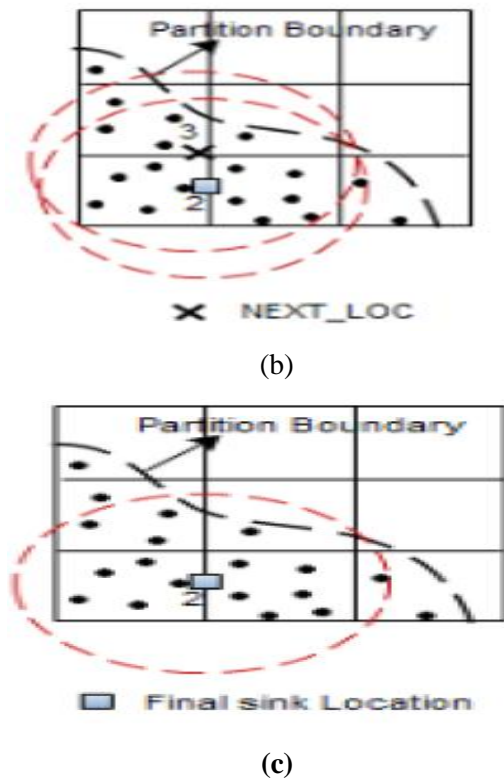 Partition Boundary
3
2
NEXT_LOC
(b)
Partition Boundary
2
Final sink Location
(c)